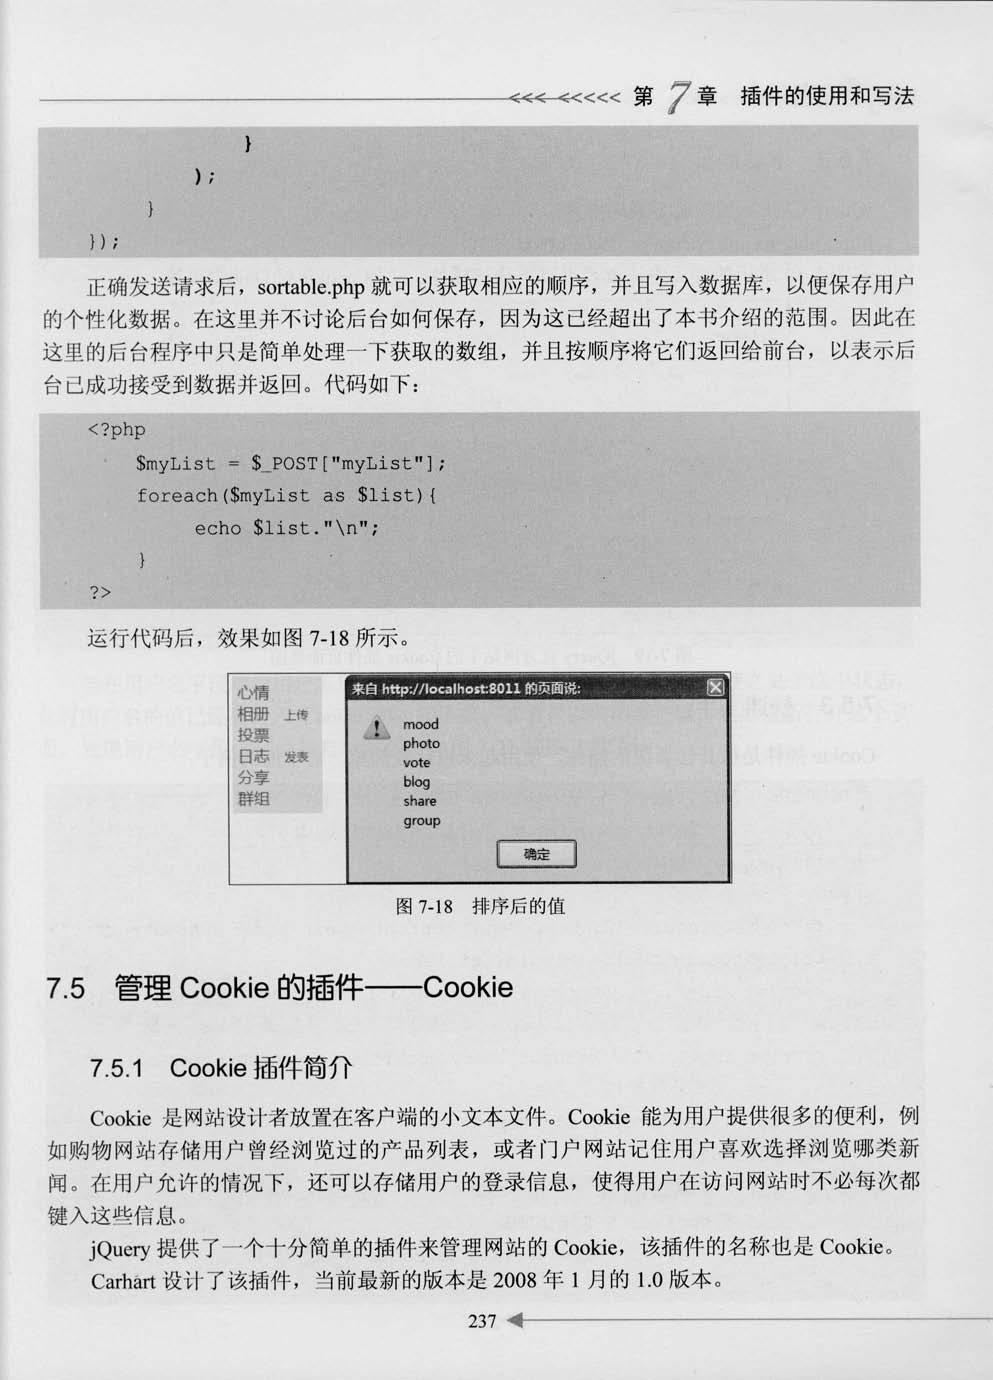 第7章 插件的使用和写法
}
);
}
});
正确发送请求后，sortable.php 就可以获取相应的顺序，并且写入数据库，以便保存用户
的个性化数据。在这里并不讨论后台如何保存，因为这已经超出了本书介绍的范围。因此在
这里的后台程序中只是简单处理一下获取的数组，并且按顺序将它们返回给前台，以表示后
台已成功接受到数据并返回。代码如下：
<?php
$myList = $_POST["myList"];
foreach($myList as $list){
echo $list."\n";
}
?>
运行代码后，效果如图 7-18 所示。
心情
相册 上传
投票
日志 发表
分享
群组
来自 http://localhost:8011 的页面说:
mood
photo
vote
blog
share
group
确定
图 7-18 排序后的值
7.5 管理 Cookie 的插件——Cookie
7.5.1 Cookie 插件简介
Cookie 是网站设计者放置在客户端的小文本文件。Cookie 能为用户提供很多的便利，例
如购物网站存储用户曾经浏览过的产品列表，或者门户网站记住用户喜欢选择浏览哪类新
闻。在用户允许的情况下，还可以存储用户的登录信息，使得用户在访问网站时不必每次都
键入这些信息。
jQuery 提供了一个十分简单的插件来管理网站的 Cookie，该插件的名称也是 Cookie。
Carhart 设计了该插件，当前最新的版本是 2008 年 1 月的 1.0 版本。
237